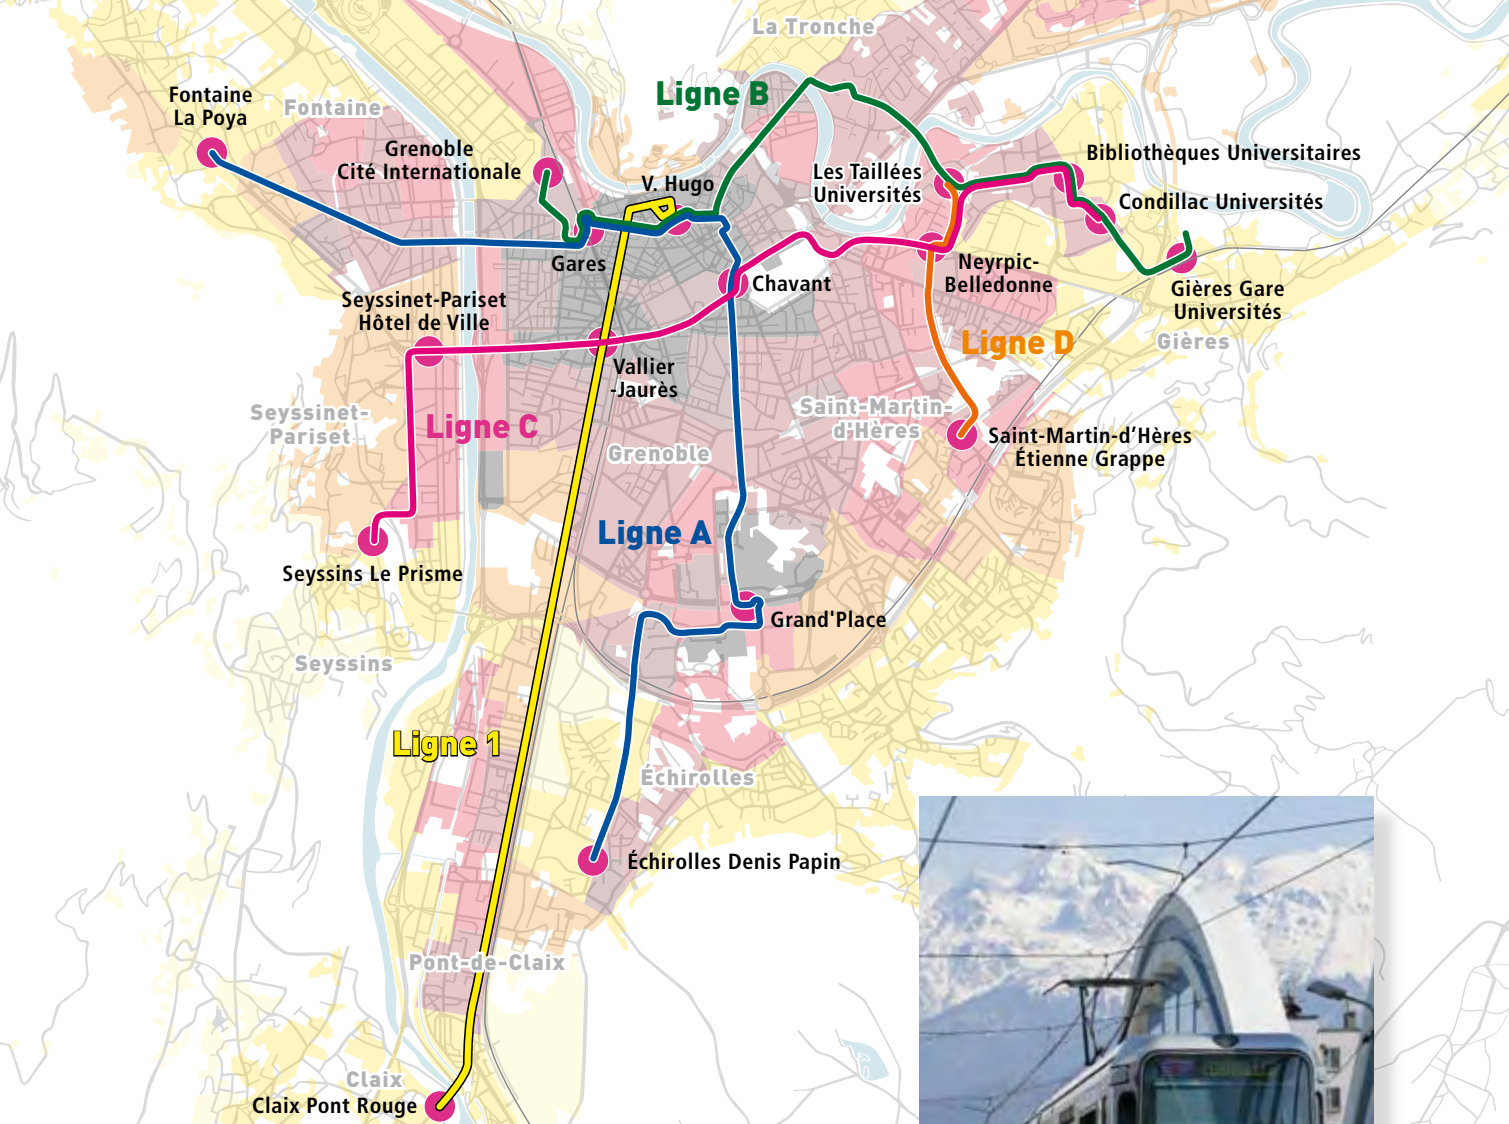 La Tronche
Fontaine
La Poya
Fontaine
Ligne B
Grenoble
Cité Internationale
V. Hugo
Les Taillées
Universités
Bibliothèques Universitaires
Condillac Universités
Gares
Chavant
Neyrpic-
Belledonne
Gières Gare
Universités
Gières
Seyssinet-Pariset
Hôtel de Ville
Ligne D
Vallier
-Jaurès
Seyssinet-
Pariset
Ligne C
Saint-Martin-
d'Hères
Grenoble
Saint-Martin-d’Hères
Étienne Grappe
Ligne A
Seyssins Le Prisme
Grand'Place
Seyssins
Ligne 1
Échirolles
Échirolles Denis Papin
Pont-de-Claix
Claix
Claix Pont Rouge